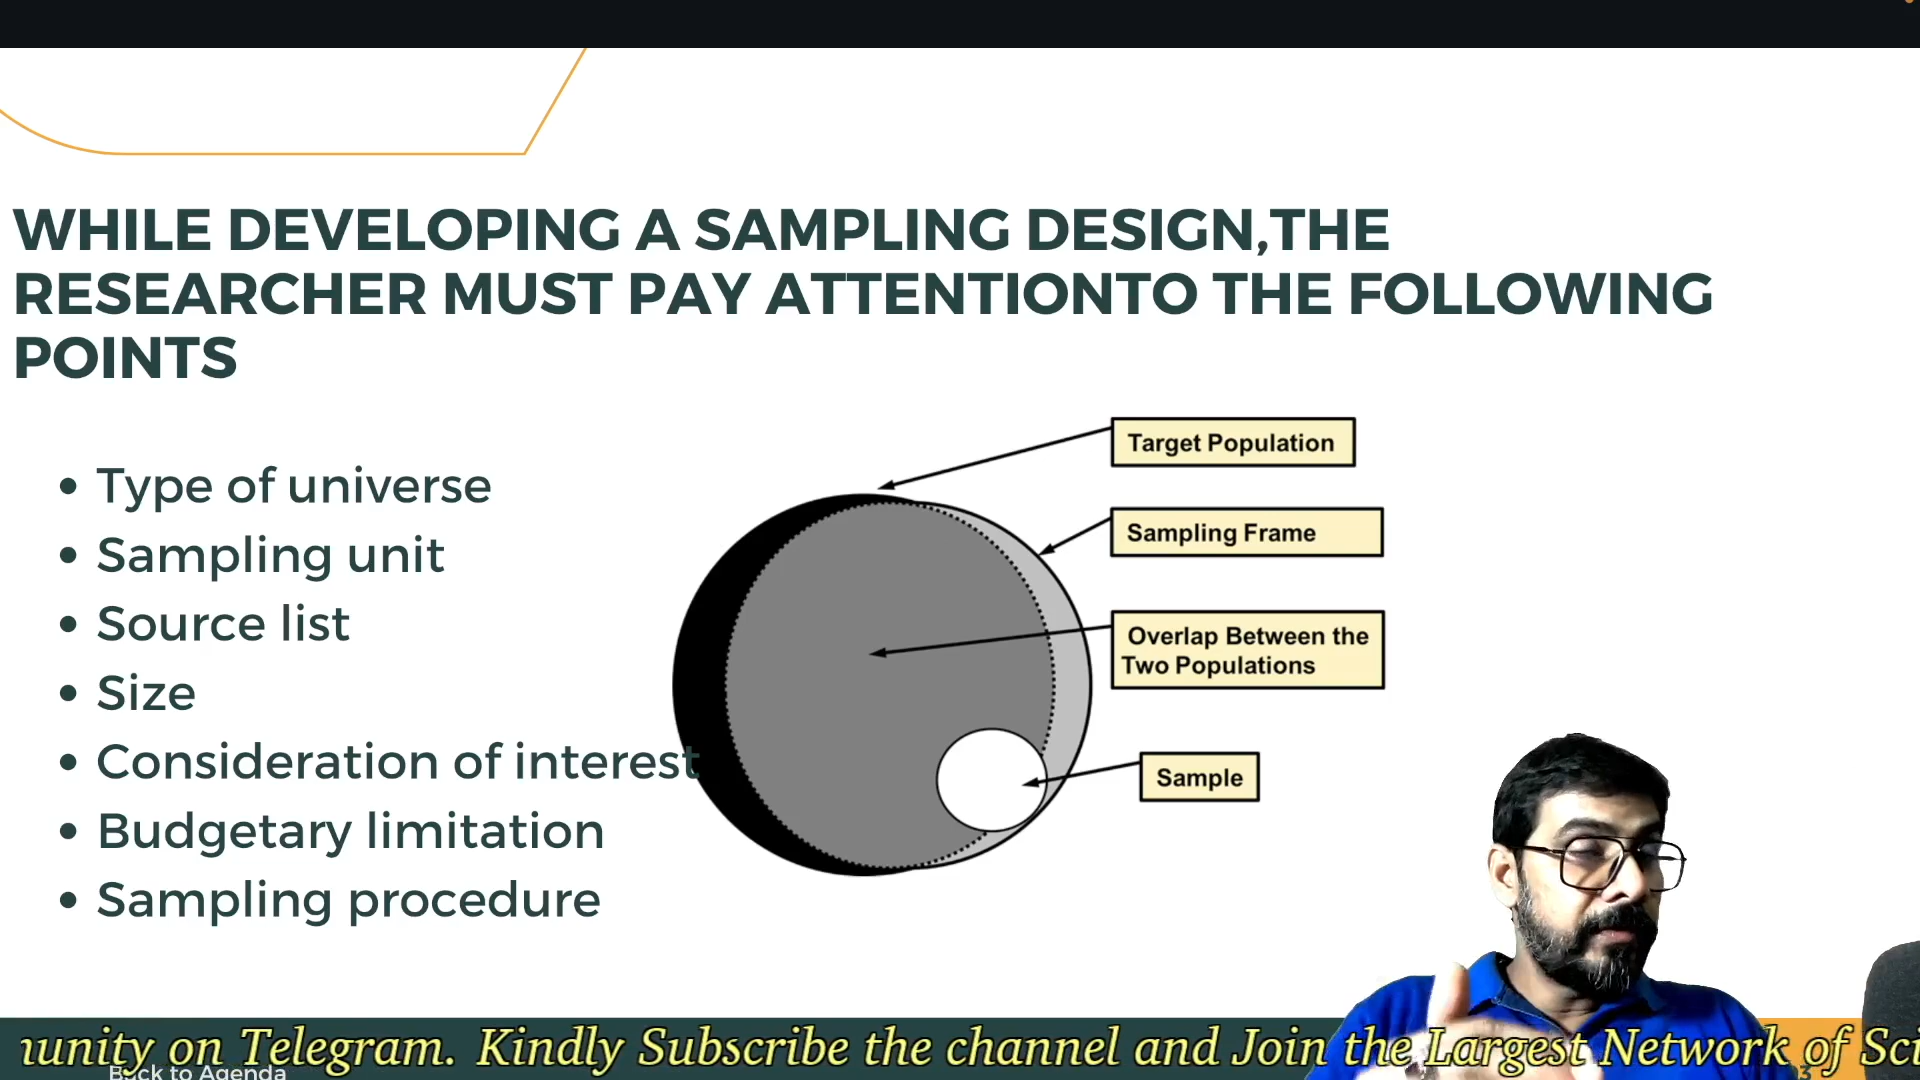 WHILE DEVELOPING A SAMPLING DESIGN,THE
RESEARCHER MUST PAY ATTENTIONTO THE FOLLOWING
POINTS
• Type of universe
• Sampling unit
• Source list
• Size
• Consideration of interest
• Budgetary limitation
• Sampling procedure
Target Population
Sampling Frame
Overlap Between the
Two Populations
Sample
on Telegram. Kindly Subscribe the channel and Join the Largest Network of
Back to Agenda